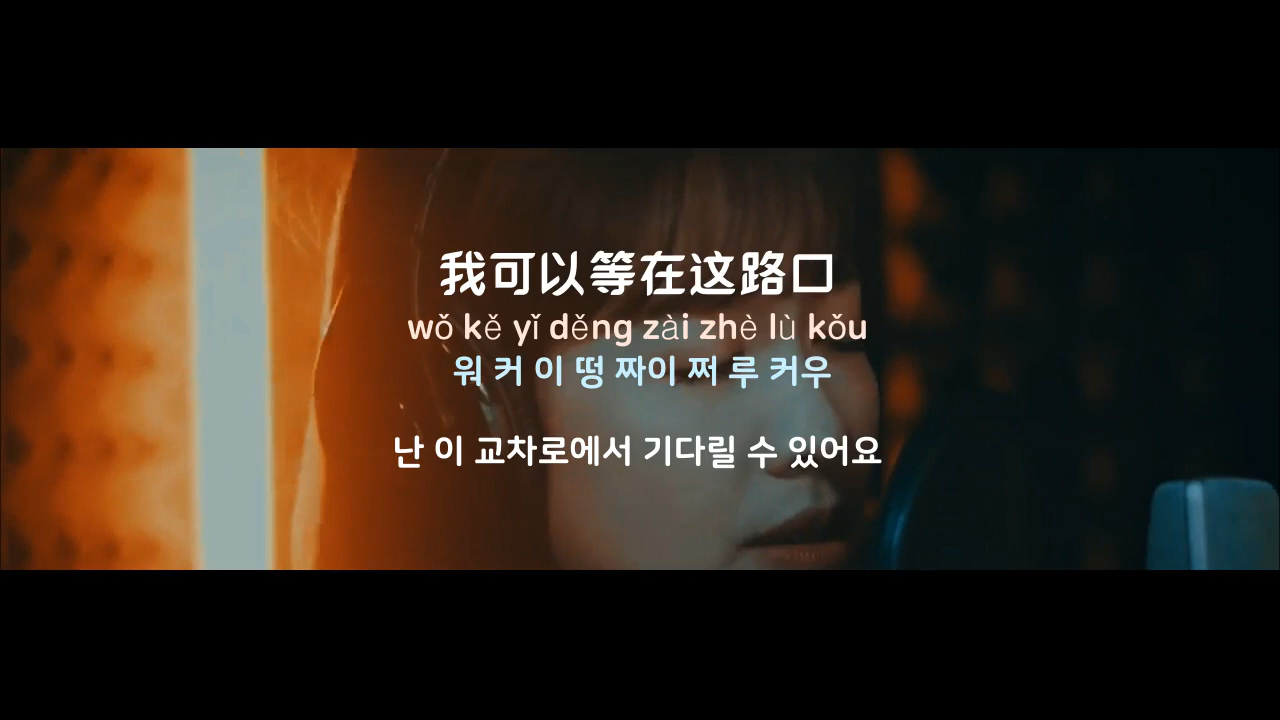 我可以等在这路口
wǒ kě yǐ děng zài zhè lù kǒu
워 커 이 떵 짜이 쩌 루 커우
난 이 교차로에서 기다릴 수 있어요